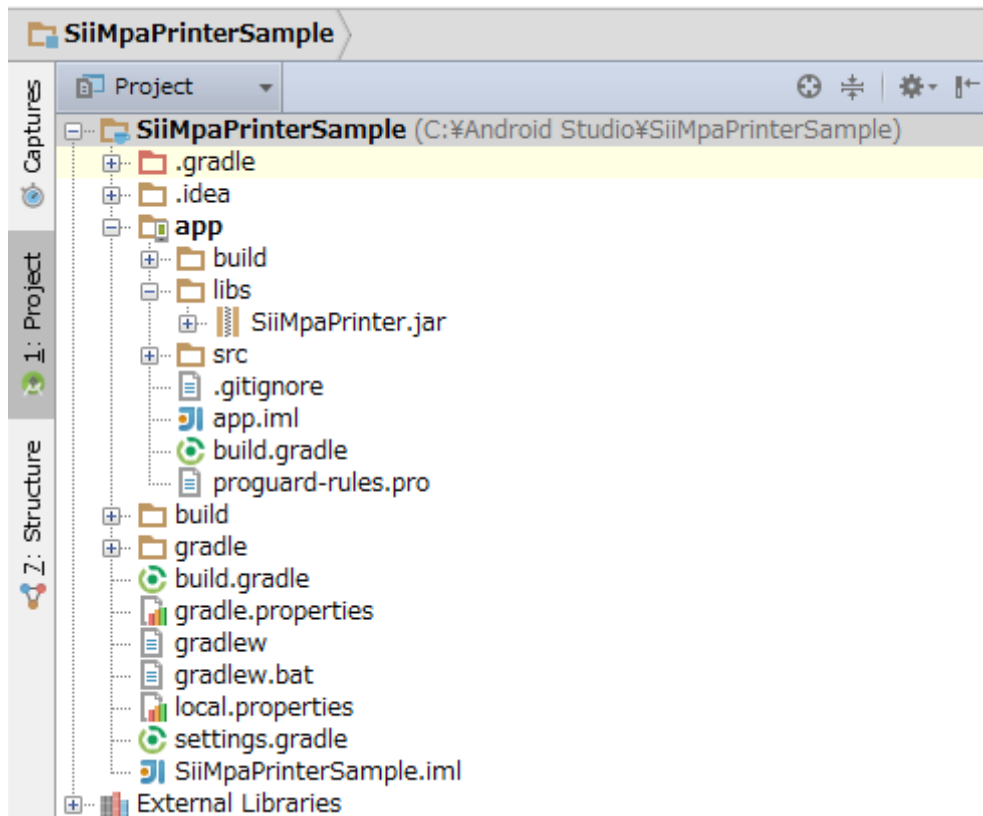 SiiMpaPrinterSample
Captures
1: Project
7: Structure
Project
SiiMpaPrinterSample (C:¥Android Studio¥SiiMpaPrinterSample)
.gradle
.idea
app
build
libs
SiiMpaPrinter.jar
src
.gitignore
app.iml
build.gradle
proguard-rules.pro
build
gradle
build.gradle
gradle.properties
gradlew
gradlew.bat
local.properties
settings.gradle
SiiMpaPrinterSample.iml
External Libraries